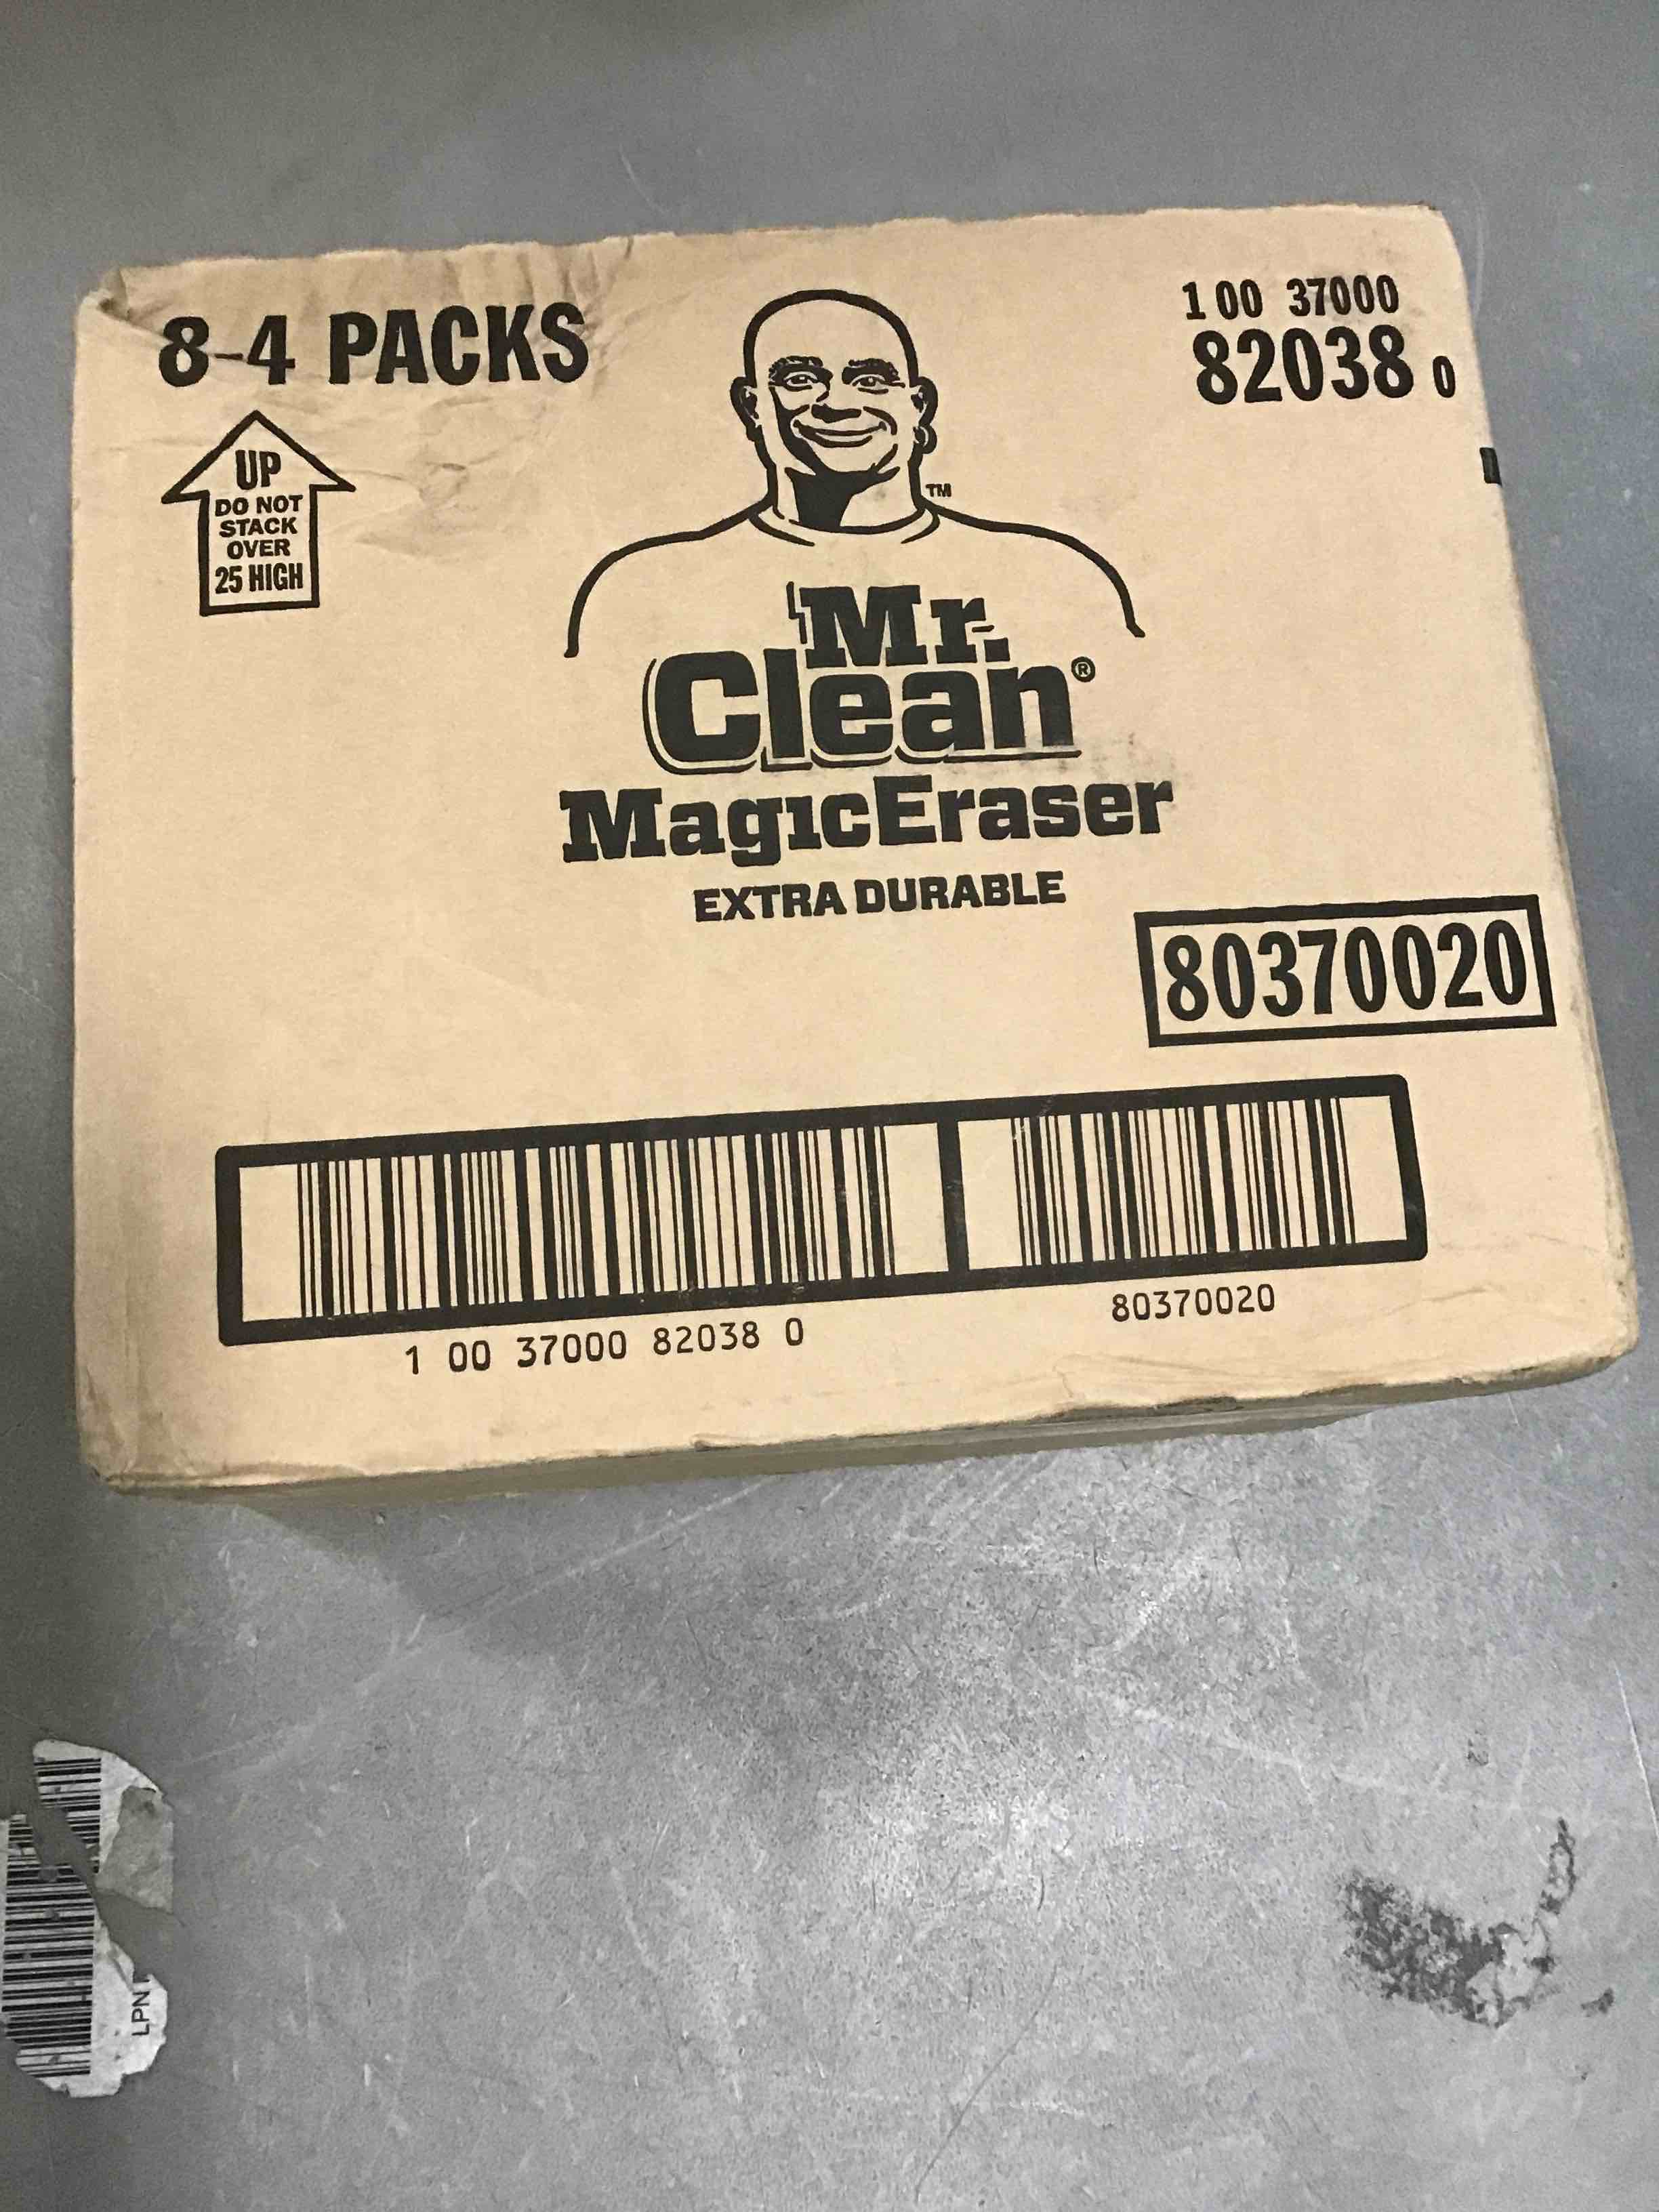 8-4 PACKS
1 00 37000
82038 0
UP
DO NOT
STACK
OVER
25 HIGH
TM
Mr.
Clean®
MagicEraser
EXTRA DURABLE
80370020
1 00 37000 82038 0
80370020
LPN